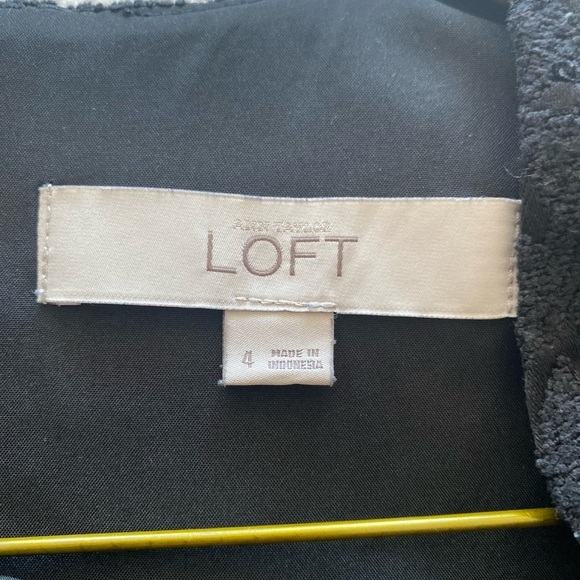 ANN TAYLOR
LOFT
4
MADE IN
INDONESIA